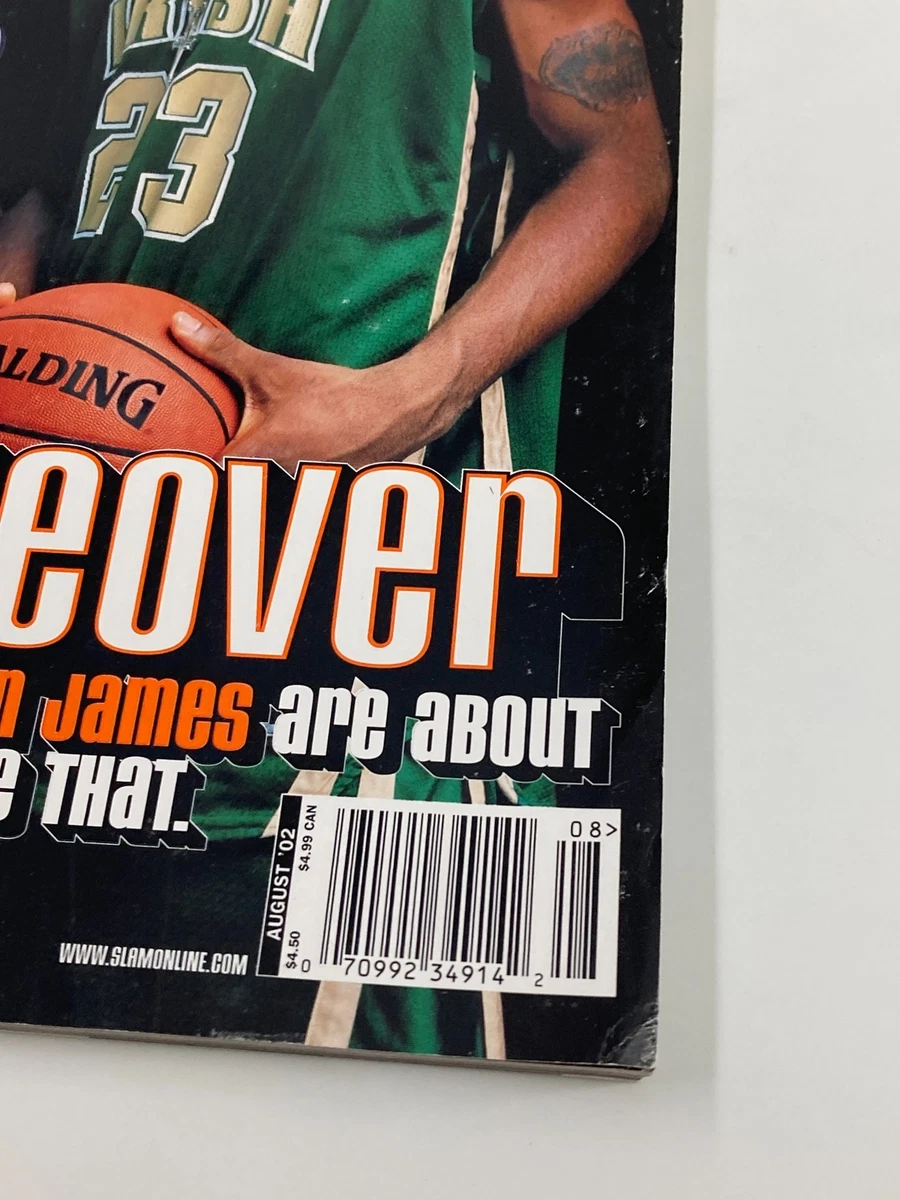 IRISH
23
ALDING
eover
n James are ABOUT
e THAT.
AUGUST '02
$4.99 CAN
$4.50
08>
0 70992 34914 2
WWW.SLAMONLINE.COM